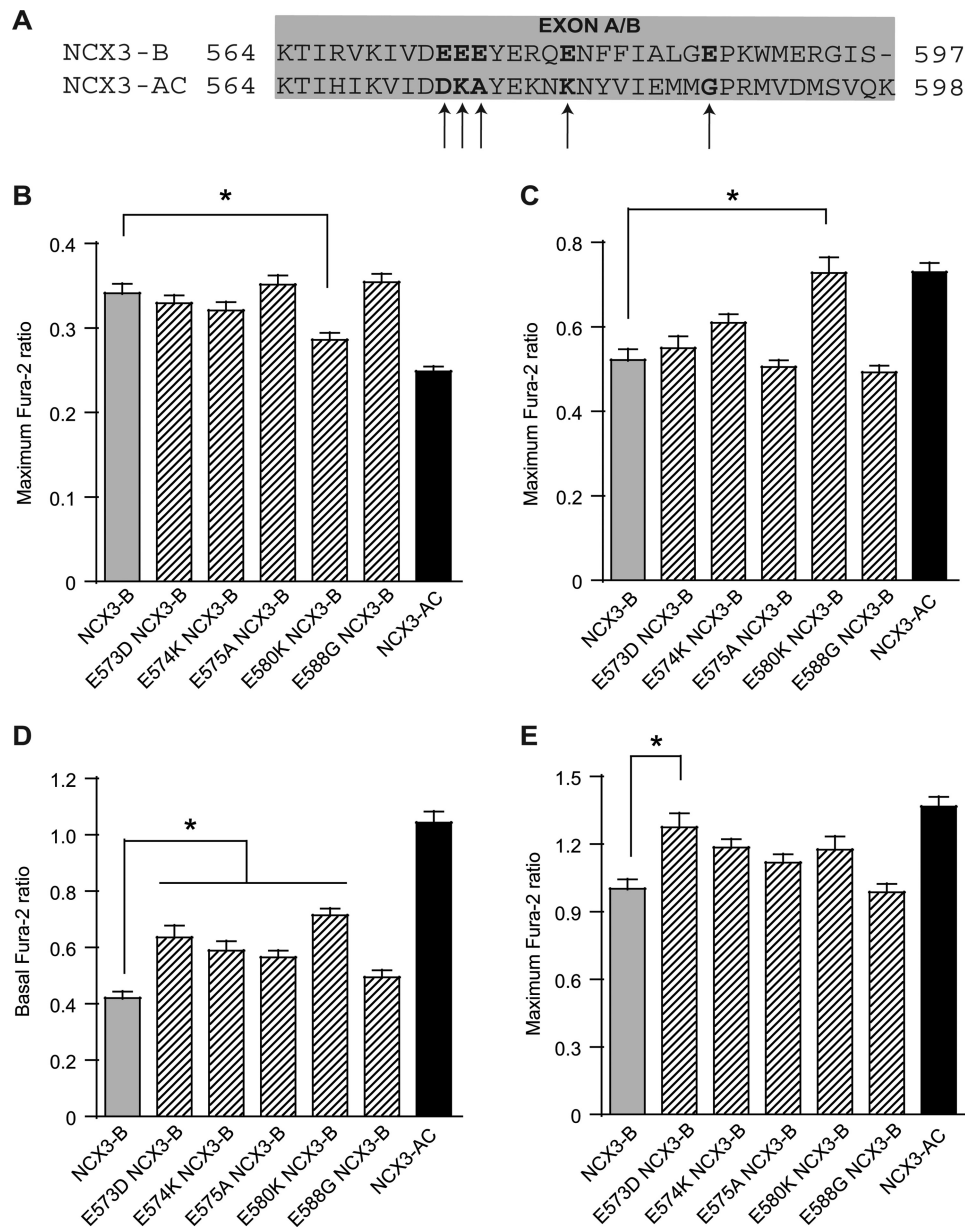 A
EXON A/B
NCX3-B 564 KTIRVKIVDEEEYERQENFFIALGEPKWMERGIS- 597
NCX3-AC 564 KTIHIKVIDDKAYEKNKNYVIEMMGPRMVDMSVQK 598
B
*
0.4
0.3
0.2
0.1
0
Maximum Fura-2 ratio
NCX3-B
E573D NCX3-B
E574K NCX3-B
E575A NCX3-B
E580K NCX3-B
E588G NCX3-B
NCX3-AC
C
*
0.8
0.6
0.4
0.2
0
Maximum Fura-2 ratio
NCX3-B
E573D NCX3-B
E574K NCX3-B
E575A NCX3-B
E580K NCX3-B
E588G NCX3-B
NCX3-AC
D
*
1.2
1.0
0.8
0.6
0.4
0.2
0
Basal Fura-2 ratio
NCX3-B
E573D NCX3-B
E574K NCX3-B
E575A NCX3-B
E580K NCX3-B
E588G NCX3-B
NCX3-AC
E
*
1.5
1.2
0.9
0.6
0.3
0
Maximum Fura-2 ratio
NCX3-B
E573D NCX3-B
E574K NCX3-B
E575A NCX3-B
E580K NCX3-B
E588G NCX3-B
NCX3-AC